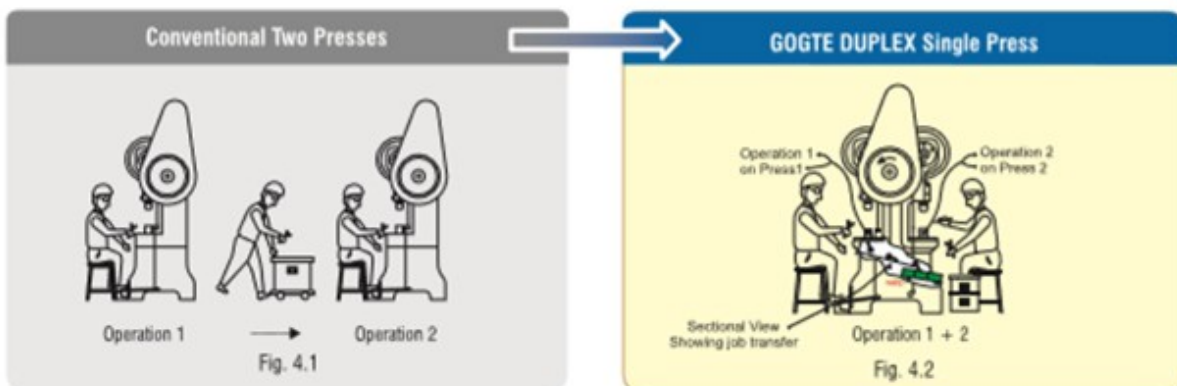 Conventional Two Presses
GOGTE DUPLEX Single Press
Operation 1
Operation 2
Fig. 4.1
Operation 1
on Press1
Operation 2
on Press 2
Sectional View
Showing job transfer
Operation 1 + 2
Fig. 4.2